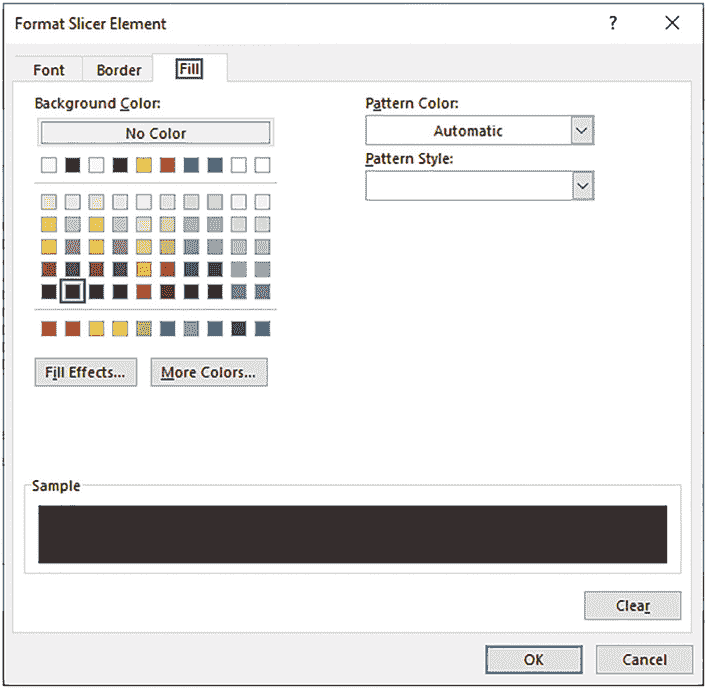 Format Slicer Element ?
Font Border Fill
Background Color: Pattern Color:
No Color Automatic
Pattern Style:
Fill Effects... More Colors...
Sample
Clear
OK Cancel